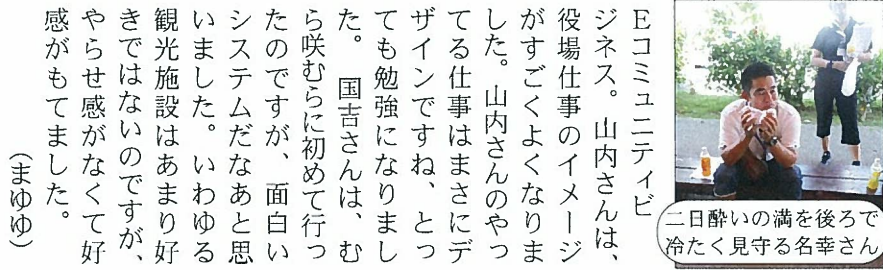 Eコミュニティビ
ジネス。山内さんは、
役場仕事のイメージ
がすごくよくなりま
した。山内さんのやっ
てる仕事はまさにデ
ザインですね、とっ
ても勉強になりまし
た。　国吉さんは、む
ら咲むらに初めて行っ
たのですが、面白い
システムだなあと思
いました。いわゆる
観光施設はあまり好
きではないのですが、
やらせ感がなくて好
感がもてました。
（まゆゆ）
二日酔いの満を後ろで
冷たく見守る名幸さん